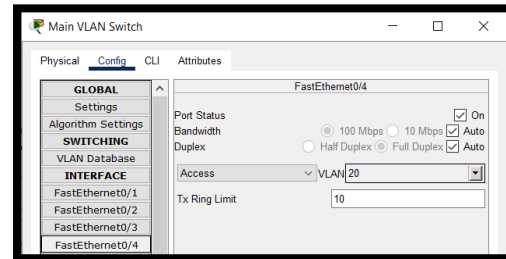 Main VLAN Switch
Physical Config CLI Attributes
GLOBAL
Settings
Algorithm Settings
SWITCHING
VLAN Database
INTERFACE
FastEthernet0/1
FastEthernet0/2
FastEthernet0/3
FastEthernet0/4
FastEthernet0/4
Port Status On
Bandwidth 100 Mbps 10 Mbps Auto
Duplex Half Duplex Full Duplex Auto
Access VLAN 20
Tx Ring Limit 10